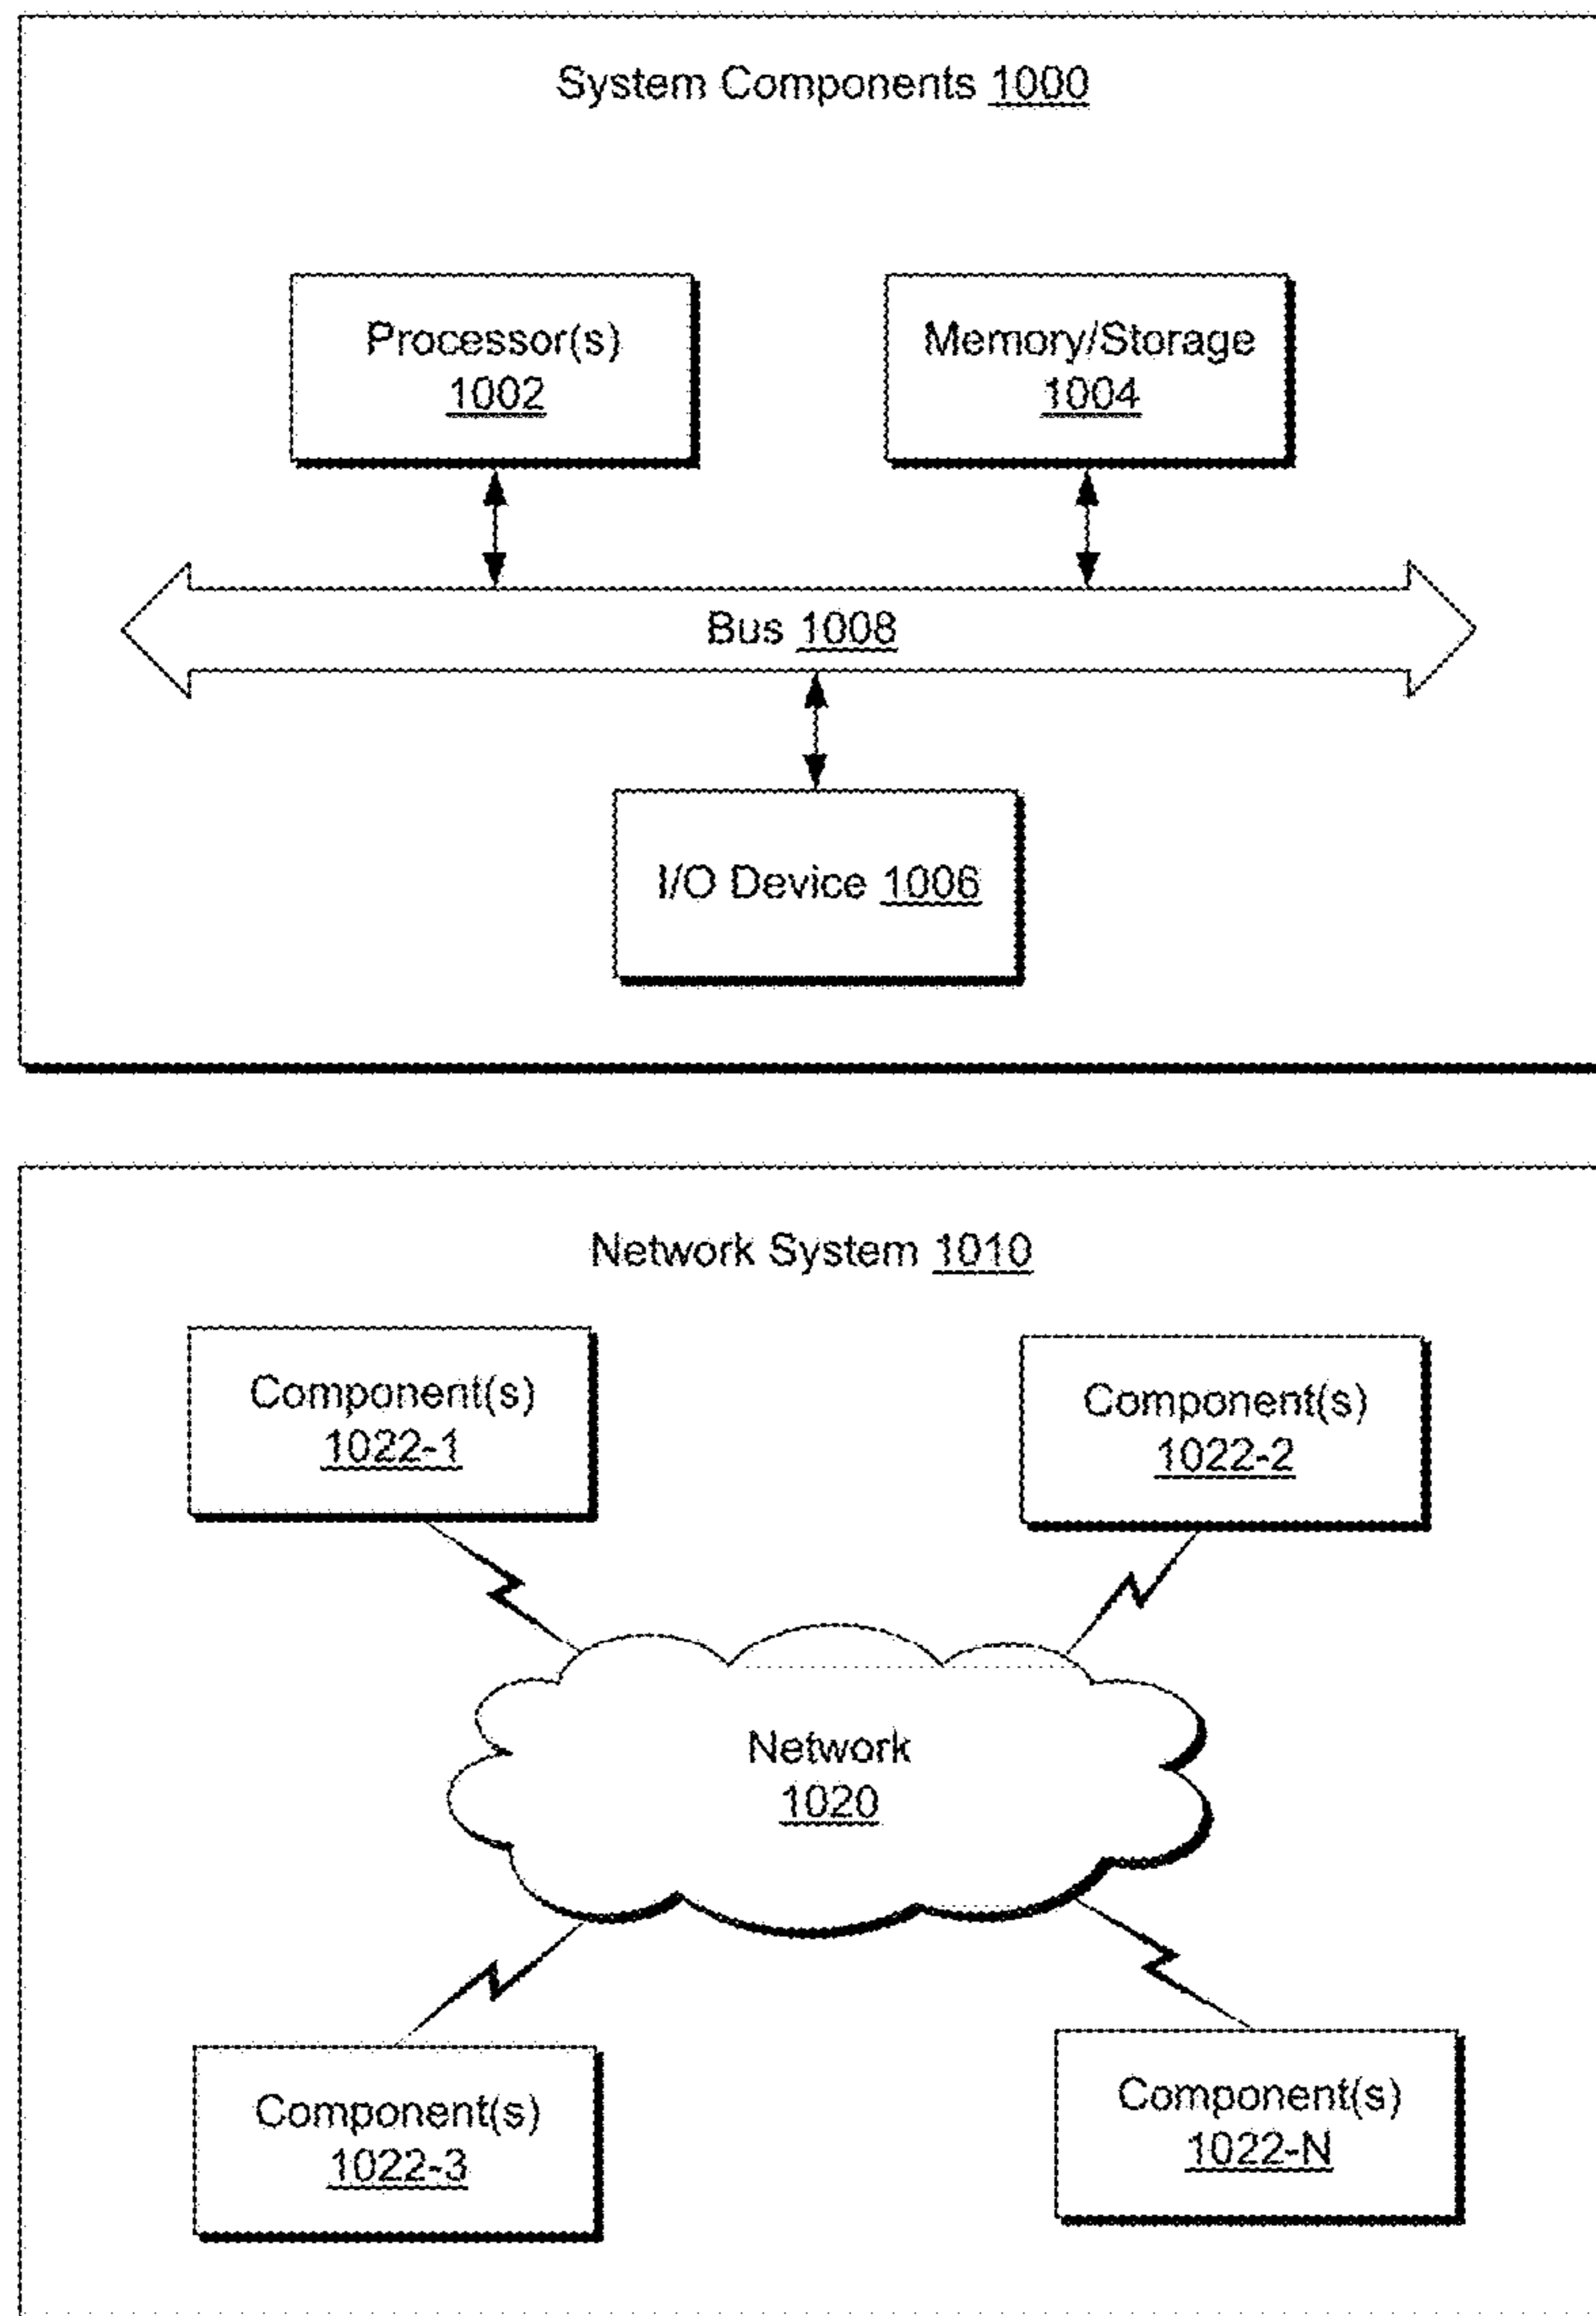 System Components 1000
Processor(s)
1002
Memory/Storage
1004
Bus 1008
I/O Device 1006
Network System 1010
Component(s)
1022-1
Component(s)
1022-2
Network
1020
Component(s)
1022-3
Component(s)
1022-N